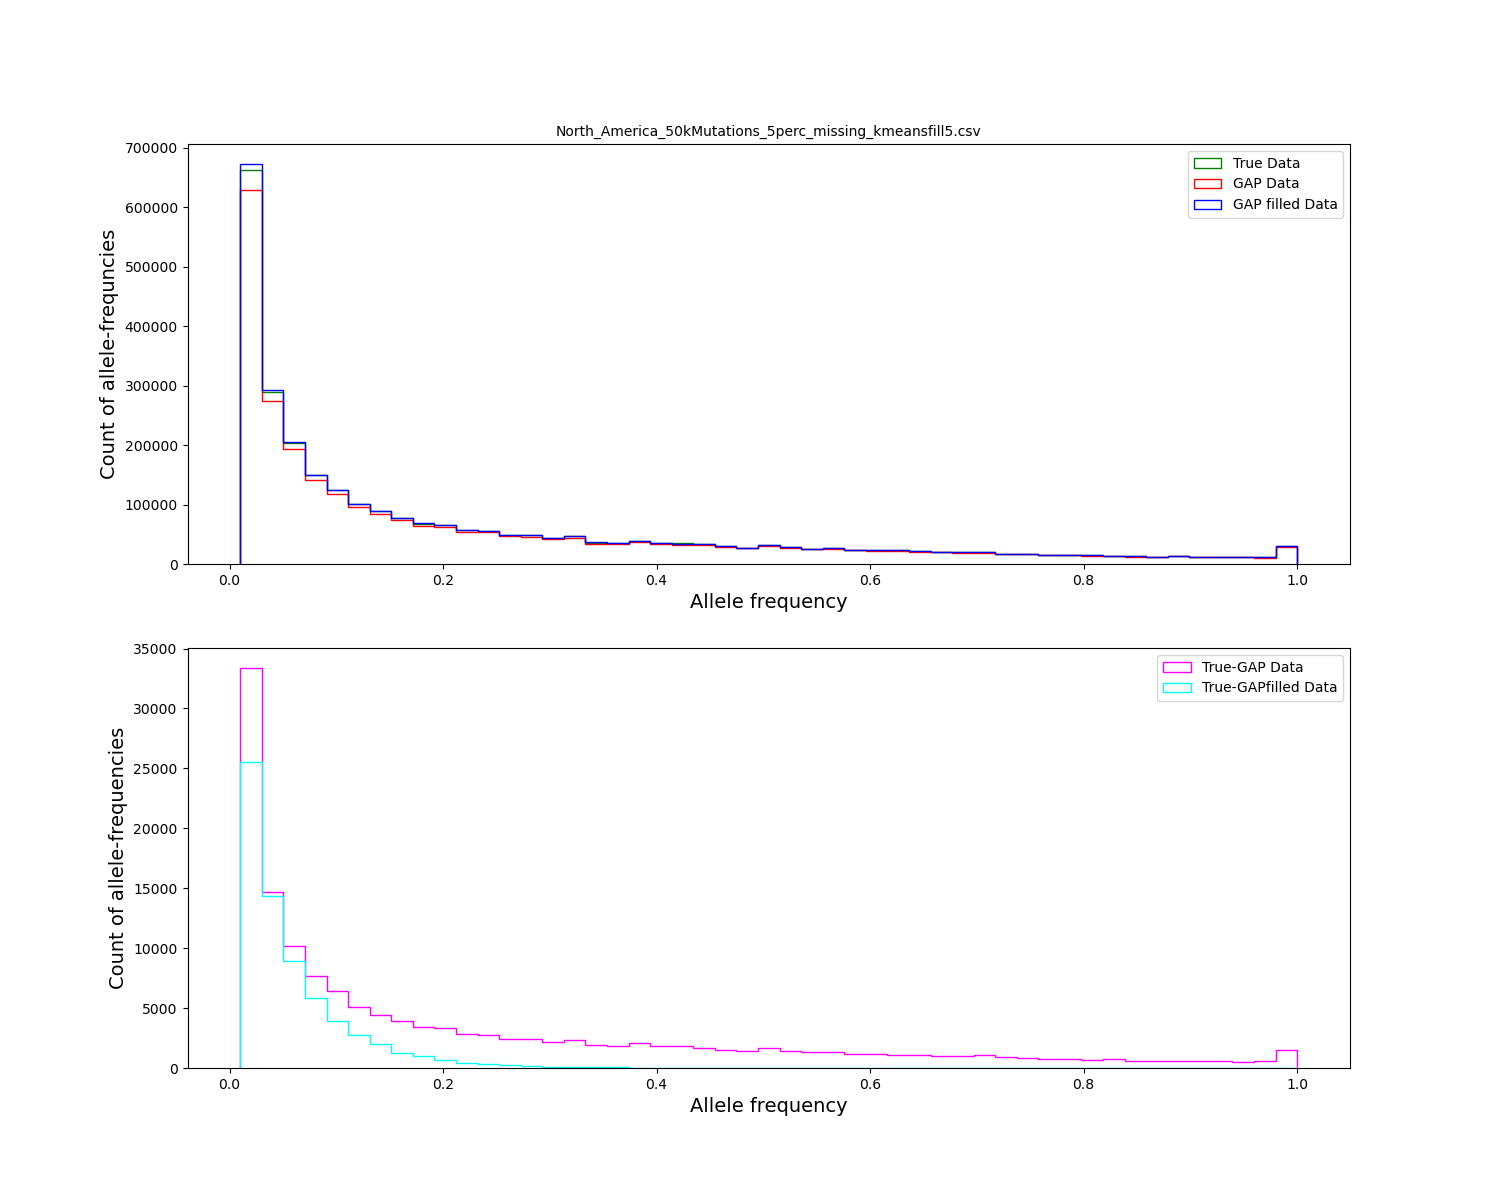 North_America_50kMutations_5perc_missing_kmeansfill5.csv
700000
600000
500000
400000
300000
200000
100000
0
Count of allele-frequncies
True Data
GAP Data
GAP filled Data
0.0 0.2 0.4 0.6 0.8 1.0
Allele frequency
35000
30000
25000
20000
15000
10000
5000
0
Count of allele-frequencies
True-GAP Data
True-GAPfilled Data
0.0 0.2 0.4 0.6 0.8 1.0
Allele frequency